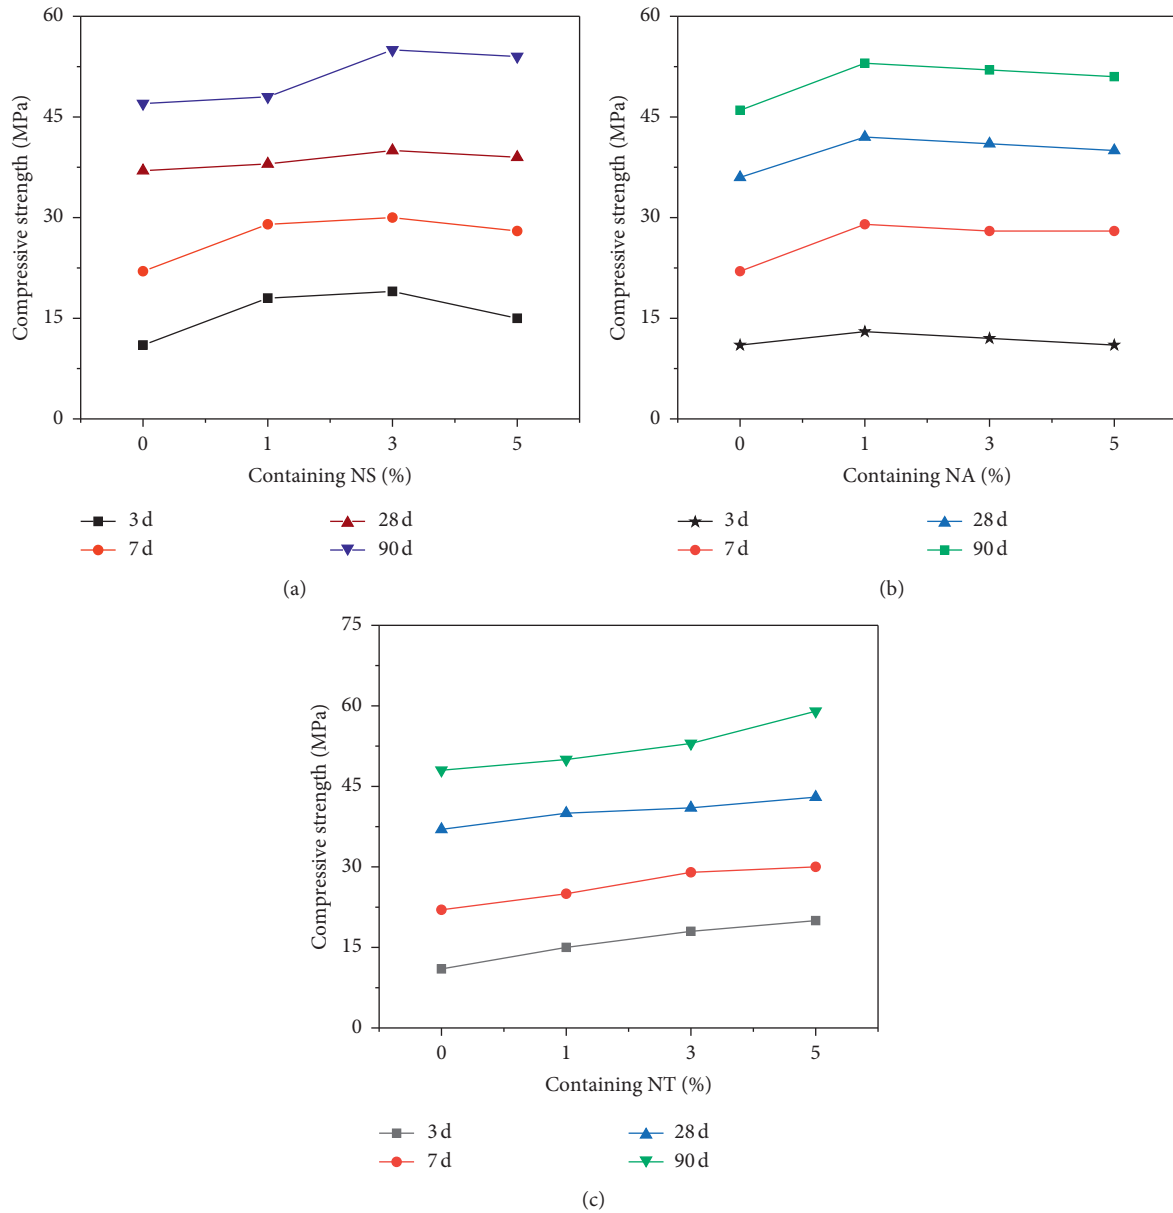 60
45
30
15
0
Compressive strength (MPa)
0 1 3 5
Containing NS (%)
3 d 28 d
7 d 90 d
(a)
60
45
30
15
0
Compressive strength (MPa)
0 1 3 5
Containing NA (%)
3 d 28 d
7 d 90 d
(b)
75
60
45
30
15
0
Compressive strength (MPa)
0 1 3 5
Containing NT (%)
3 d 28 d
7 d 90 d
(c)